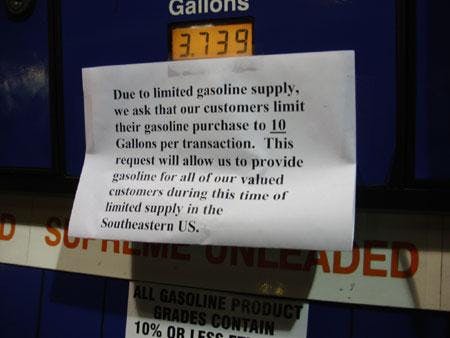 Gallons
3.739
Due to limited gasoline supply,
we ask that our customers limit
their gasoline purchase to 10
Gallons per transaction. This
request will allow us to provide
gasoline for all of our valued
customers during this time of
limited supply in the
Southeastern US.
D SUPREME UNLEADED
ALL GASOLINE PRODUCT
GRADES CONTAIN
10% OR LESS